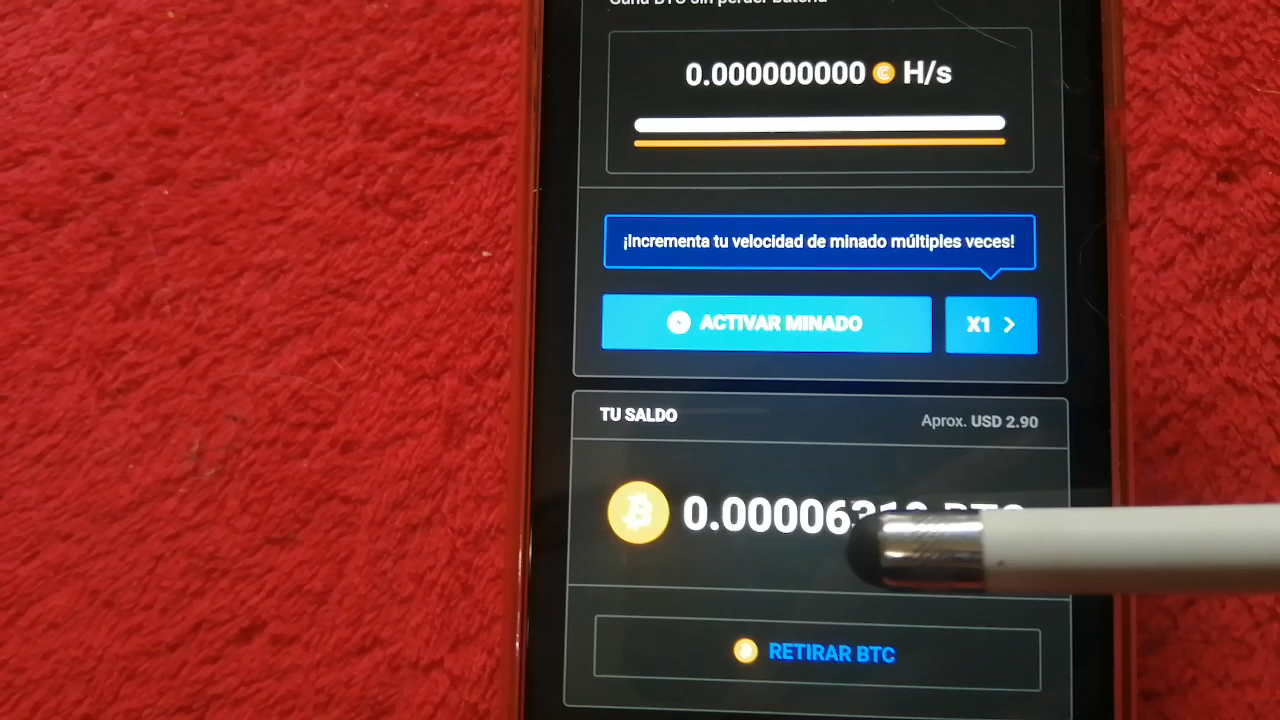 0.000000000 H/s
¡Incrementa tu velocidad de minado múltiples veces!
ACTIVAR MINADO
X1
TU SALDO
Aprox. USD 2.90
BTC
RETIRAR BTC